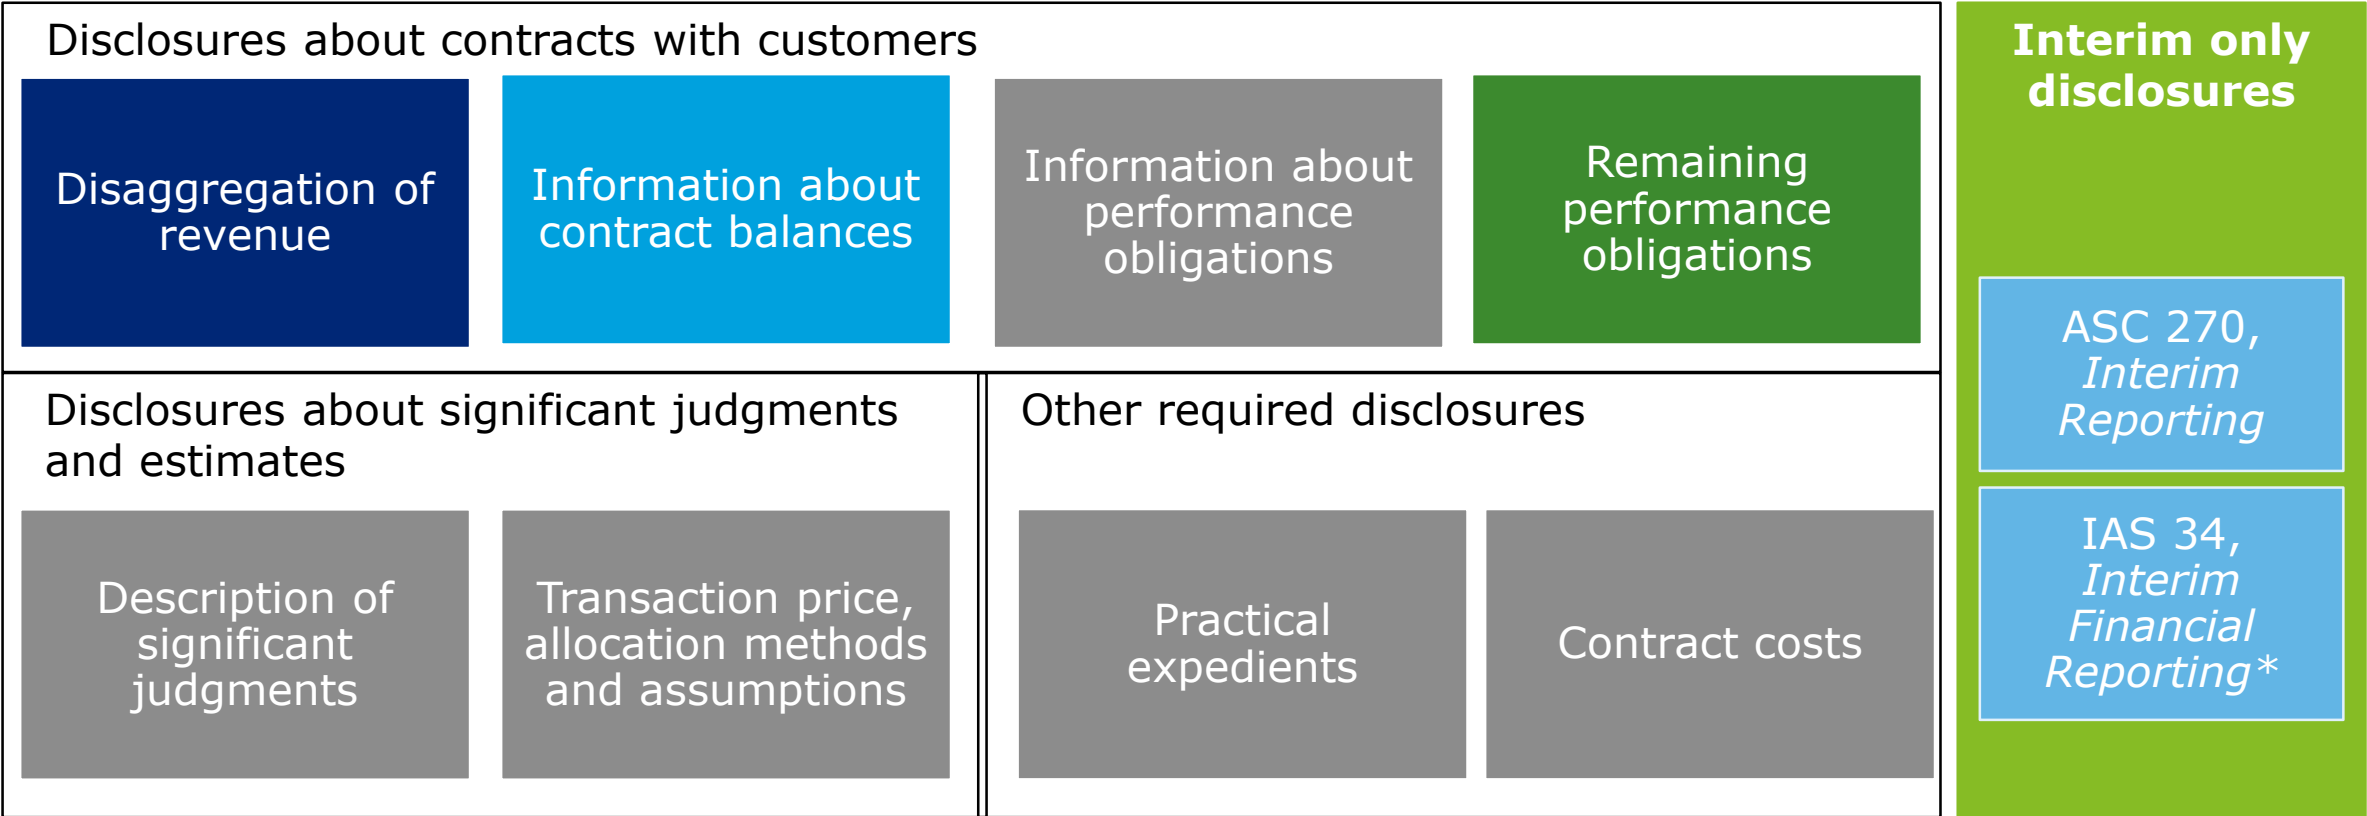 Disclosures about contracts with customers
Disaggregation of
revenue
Information about
contract balances
Information about
performance
obligations
Remaining
performance
obligations
Disclosures about significant judgments
and estimates
Description of
significant
judgments
Transaction price,
allocation methods
and assumptions
Other required disclosures
Practical
expedients
Contract costs
Interim only
disclosures
ASC 270,
Interim
Reporting
IAS 34,
Interim
Financial
Reporting*